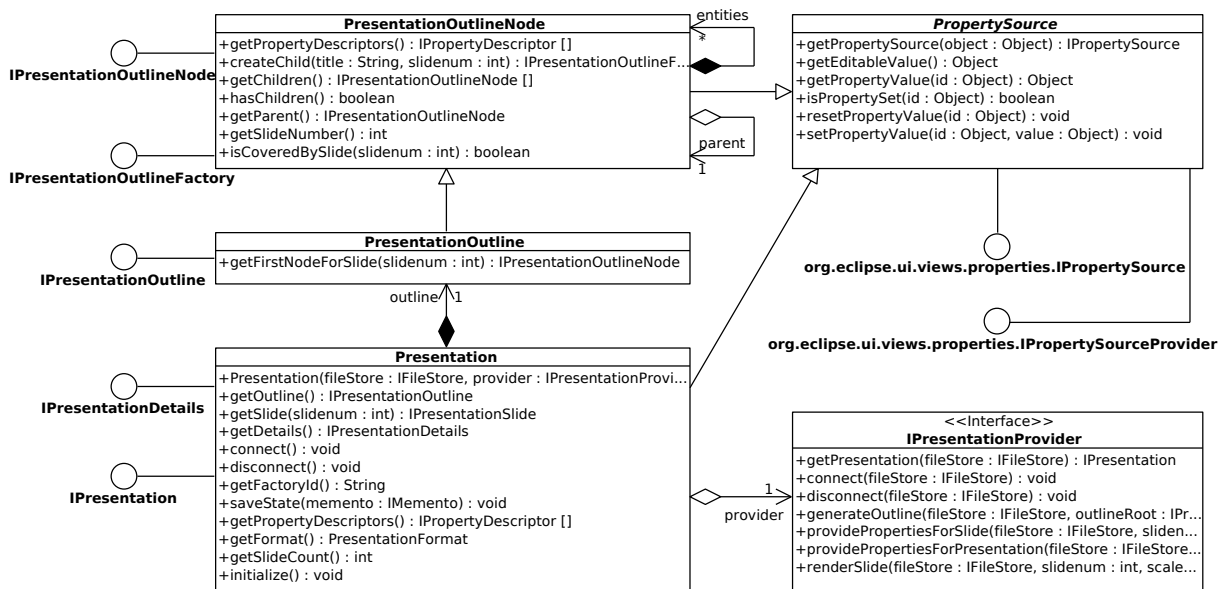 PresentationOutlineNode
+getPropertyDescriptors() : IPropertyDescriptor []
+createChild(title : String, slidenum : int) : IPresentationOutlineF...
+getChildren() : IPresentationOutlineNode []
+hasChildren() : boolean
+getParent() : IPresentationOutlineNode
+getSlideNumber() : int
+isCoveredBySlide(slidenum : int) : boolean
IPresentationOutlineNode
IPresentationOutlineFactory
entities
*
parent
1
PropertySource
+getPropertySource(object : Object) : IPropertySource
+getEditableValue() : Object
+getPropertyValue(id : Object) : Object
+isPropertySet(id : Object) : boolean
+resetPropertyValue(id : Object) : void
+setPropertyValue(id : Object, value : Object) : void
PresentationOutline
+getFirstNodeForSlide(slidenum : int) : IPresentationOutlineNode
IPresentationOutline
outline
1
org.eclipse.ui.views.properties.IPropertySource
org.eclipse.ui.views.properties.IPropertySourceProvider
Presentation
+Presentation(fileStore : IFileStore, provider : IPresentationProvi...
+getOutline() : IPresentationOutline
+getSlide(slidenum : int) : IPresentationSlide
+getDetails() : IPresentationDetails
+connect() : void
+disconnect() : void
+getFactoryId() : String
+saveState(memento : IMemento) : void
+getPropertyDescriptors() : IPropertyDescriptor []
+getFormat() : PresentationFormat
+getSlideCount() : int
+initialize() : void
IPresentationDetails
IPresentation
1
provider
<<Interface>>
IPresentationProvider
+getPresentation(fileStore : IFileStore) : IPresentation
+connect(fileStore : IFileStore) : void
+disconnect(fileStore : IFileStore) : void
+generateOutline(fileStore : IFileStore, outlineRoot : IPr...
+providePropertiesForSlide(fileStore : IFileStore, sliden...
+providePropertiesForPresentation(fileStore : IFileStore...
+renderSlide(fileStore : IFileStore, slidenum : int, scale...